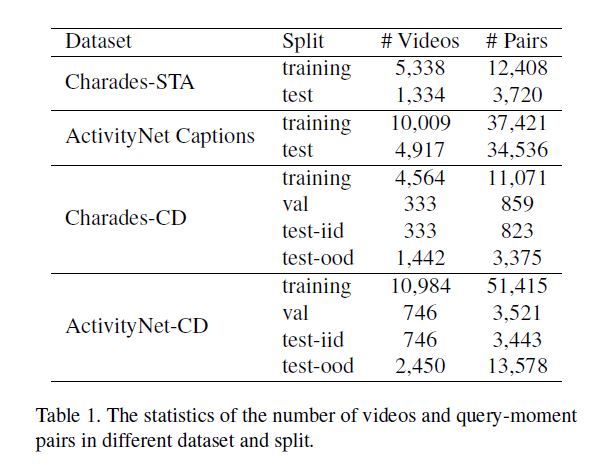 Dataset Split # Videos # Pairs
Charades-STA training 5,338 12,408
test 1,334 3,720
ActivityNet Captions training 10,009 37,421
test 4,917 34,536
Charades-CD training 4,564 11,071
val 333 859
test-iid 333 823
test-ood 1,442 3,375
ActivityNet-CD training 10,984 51,415
val 746 3,521
test-iid 746 3,443
test-ood 2,450 13,578
Table 1. The statistics of the number of videos and query-moment
pairs in different dataset and split.